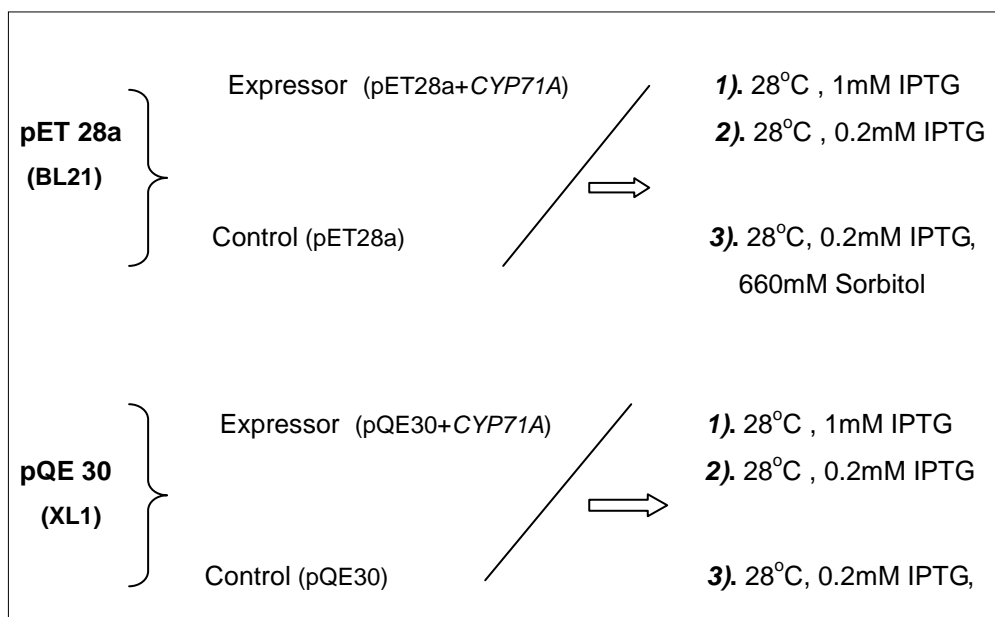 Expressor (pET28a+CYP71A)
1). 28°C , 1mM IPTG
pET 28a
2). 28°C , 0.2mM IPTG
(BL21)
Control (pET28a)
3). 28°C, 0.2mM IPTG,
660mM Sorbitol
Expressor (pQE30+CYP71A)
1). 28°C , 1mM IPTG
pQE 30
2). 28°C , 0.2mM IPTG
(XL1)
Control (pQE30)
3). 28°C, 0.2mM IPTG,